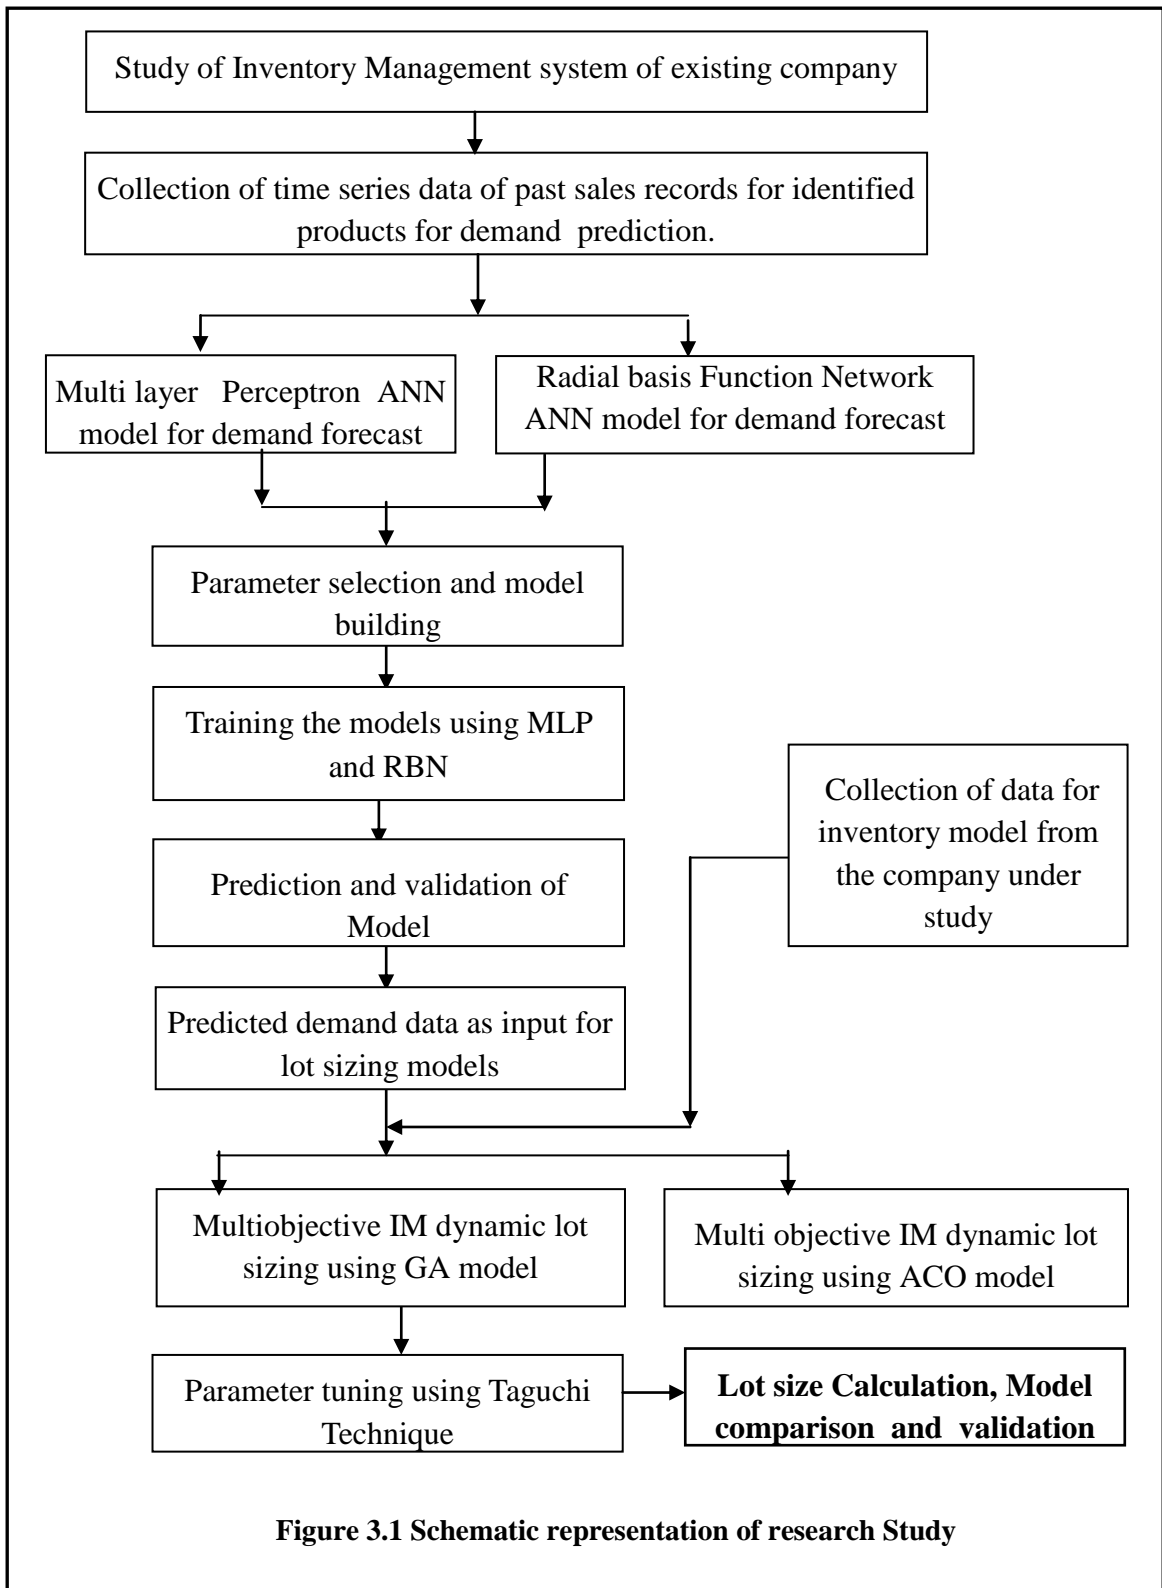 Study of Inventory Management system of existing company
Collection of time series data of past sales records for identified
products for demand prediction.
Multi layer Perceptron ANN
model for demand forecast
Radial basis Function Network
ANN model for demand forecast
Parameter selection and model
building
Training the models using MLP
and RBN
Collection of data for
inventory model from
the company under
study
Prediction and validation of
Model
Predicted demand data as input for
lot sizing models
Multiobjective IM dynamic lot
sizing using GA model
Multi objective IM dynamic lot
sizing using ACO model
Parameter tuning using Taguchi
Technique
Lot size Calculation, Model
comparison and validation
Figure 3.1 Schematic representation of research Study